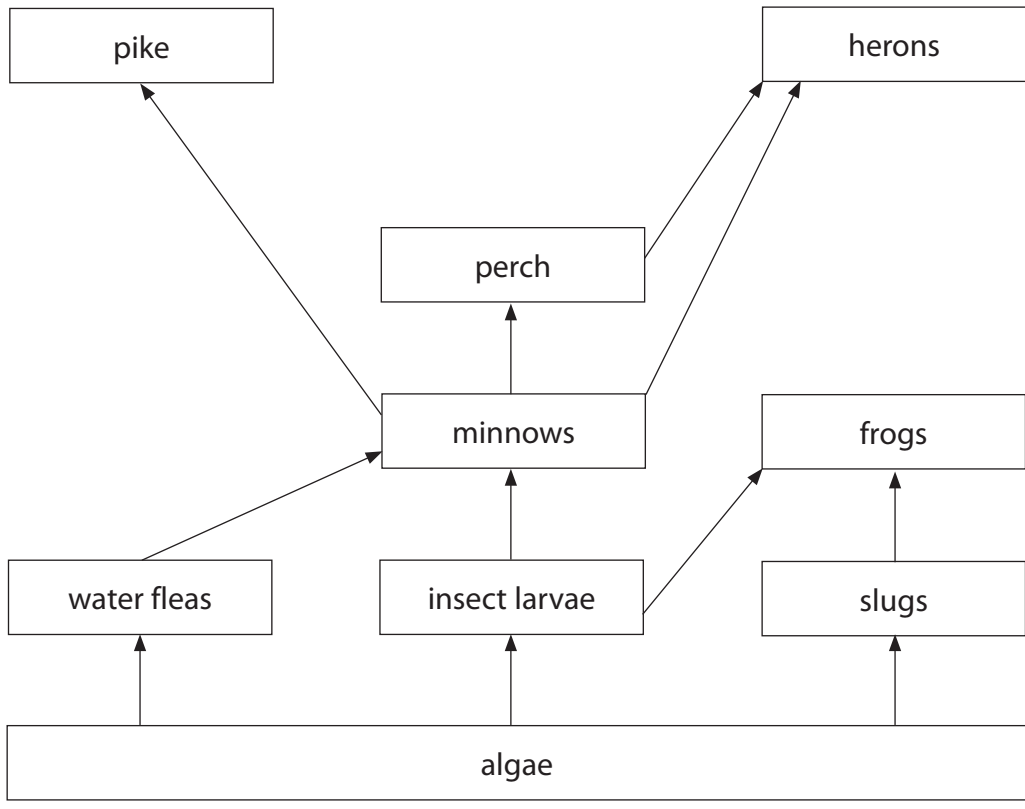 pike
herons
perch
minnows
frogs
water fleas
insect larvae
slugs
algae